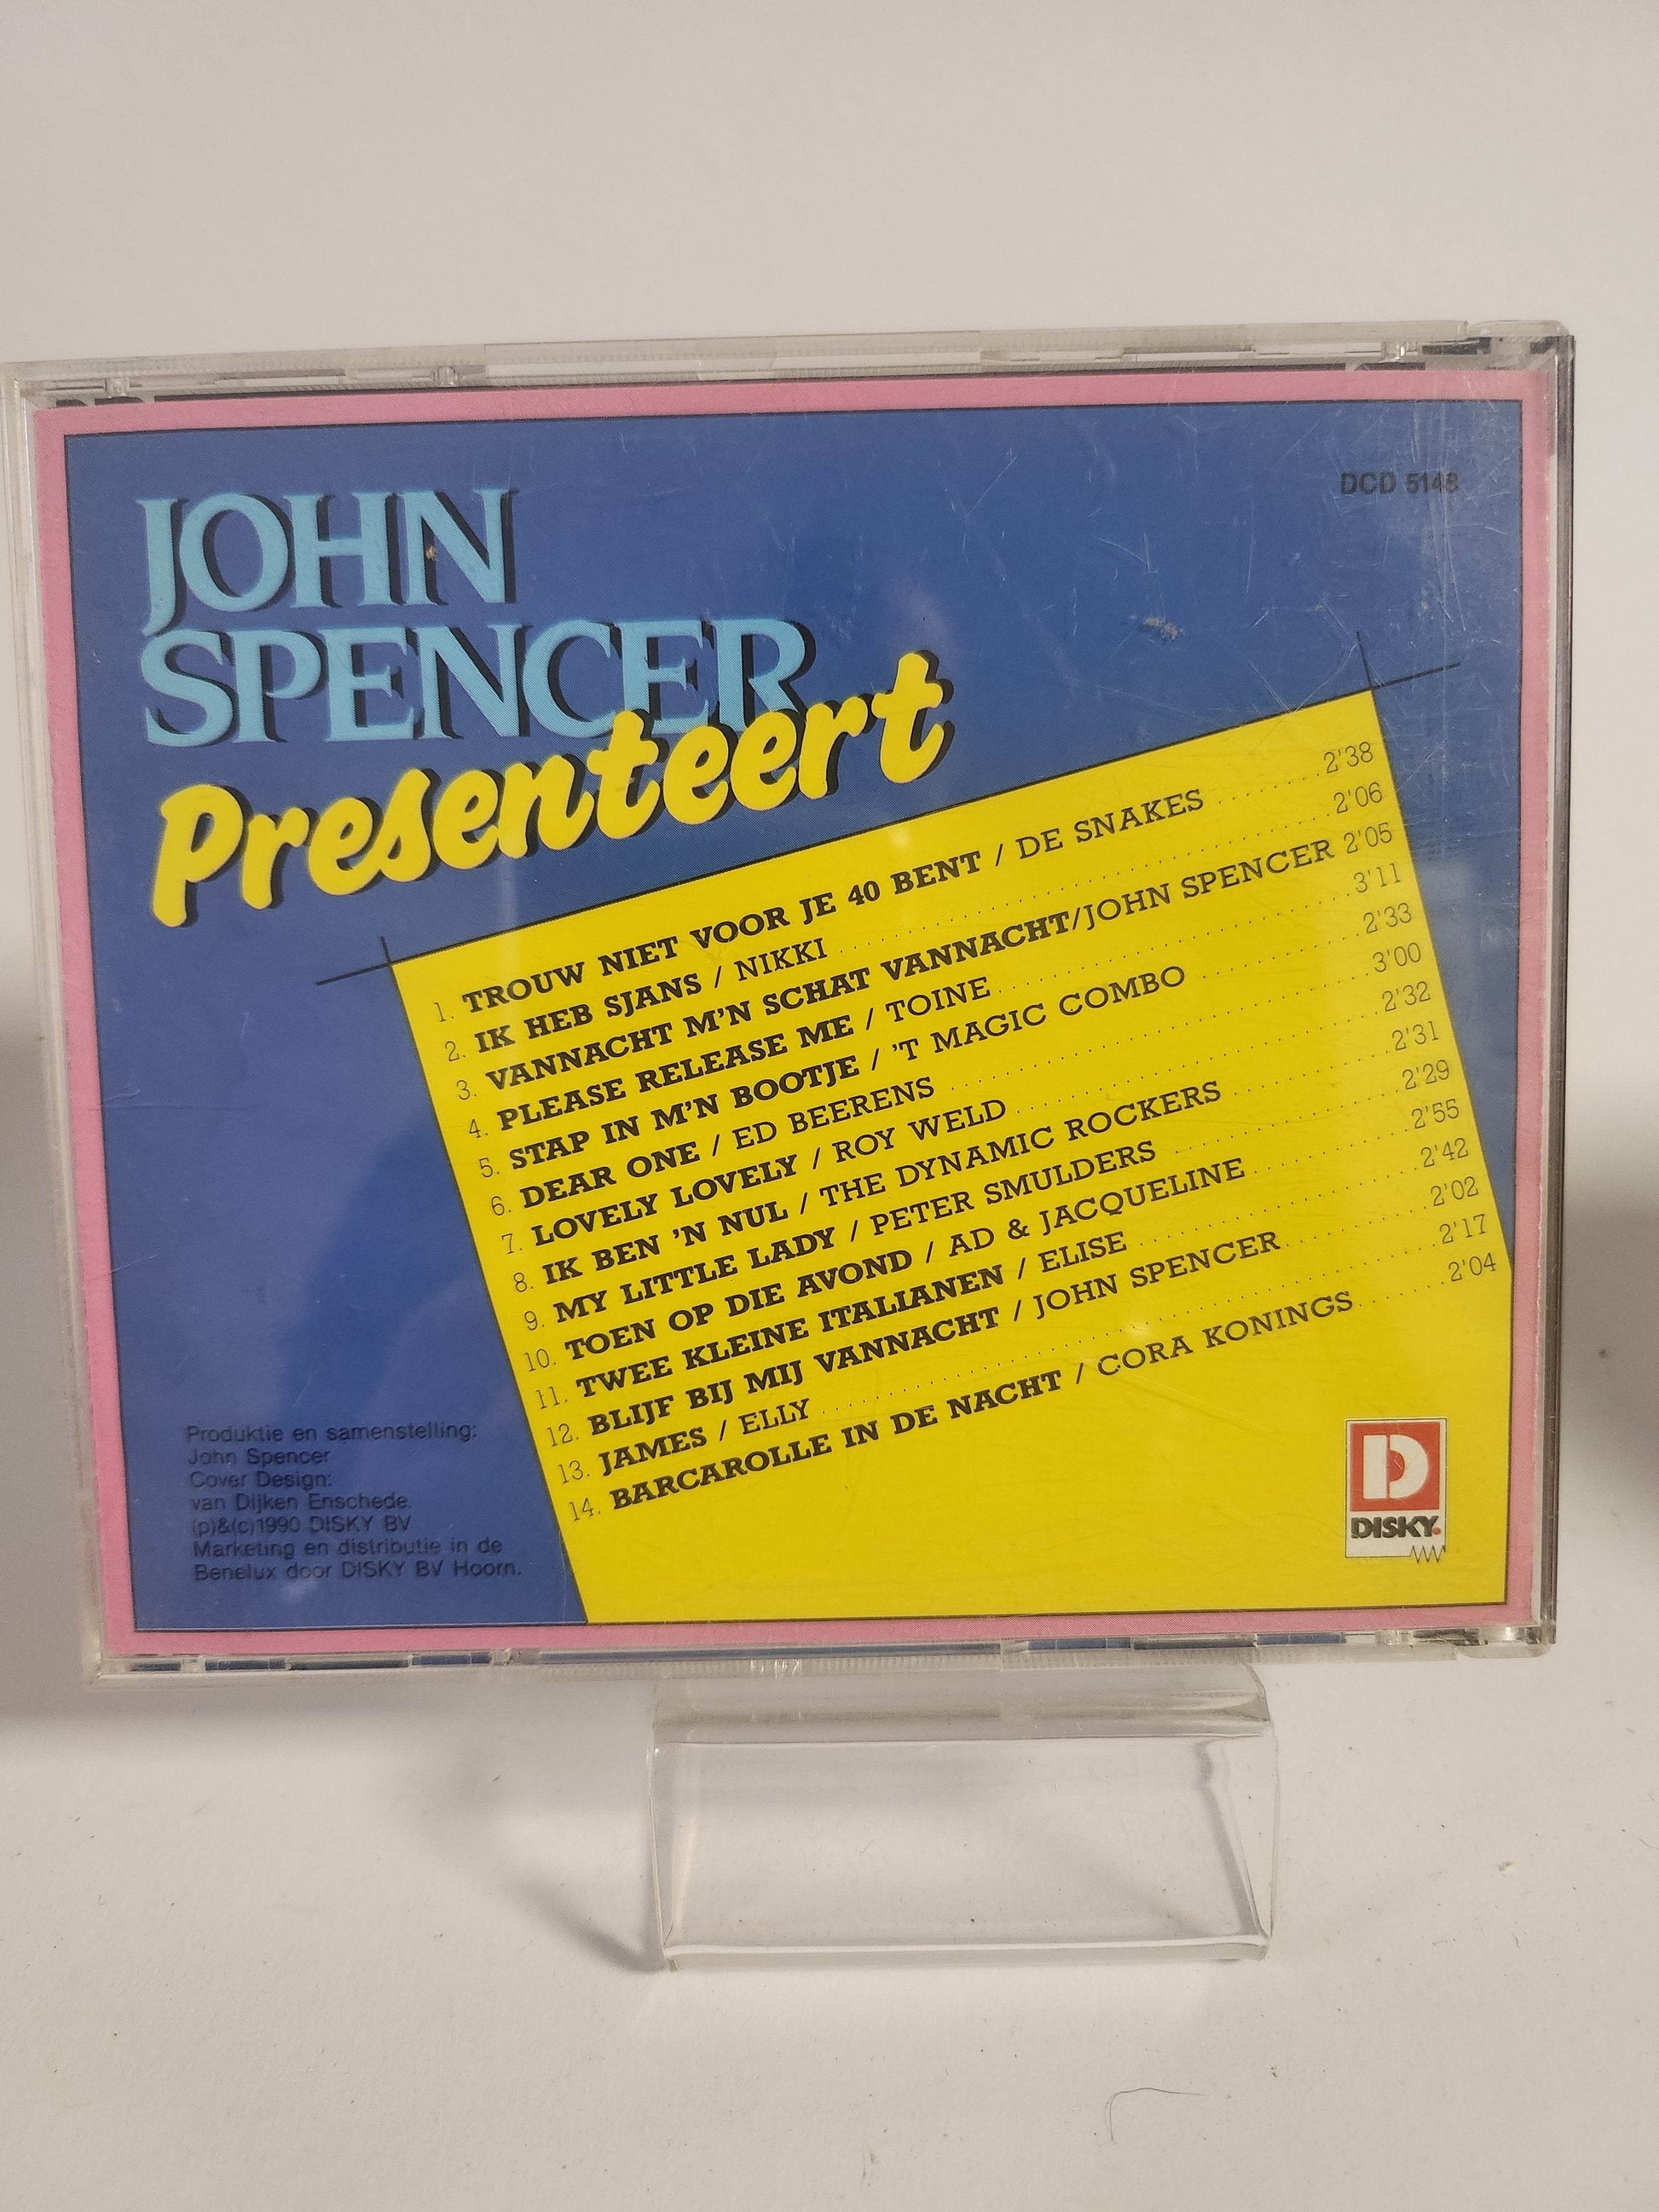 DCD 5148
JOHN
SPENCER
Presenteert
1. TROUW NIET VOOR JE 40 BENT / DE SNAKES ........ 2'38
2. IK HEB SJANS / NIKKI ........ 2'06
3. VANNACHT M'N SCHAT VANNACHT/JOHN SPENCER 2'05
4. PLEASE RELEASE ME / TOINE ........ 3'11
5. STAP IN M'N BOOTJE / 'T MAGIC COMBO ........ 2'33
6. DEAR ONE / ED BEERENS ........ 3'00
7. LOVELY LOVELY / ROY WELD ........ 2'32
8. IK BEN 'N NUL / THE DYNAMIC ROCKERS ........ 2'31
9. MY LITTLE LADY / PETER SMULDERS ........ 2'29
10. TOEN OP DIE AVOND / AD & JACQUELINE ........ 2'55
11. TWEE KLEINE ITALIANEN / ELISE ........ 2'42
12. BLIJF BIJ MIJ VANNACHT / JOHN SPENCER ........ 2'02
13. JAMES / ELLY ........ 2'17
14. BARCAROLLE IN DE NACHT / CORA KONINGS ........ 2'04
Produktie en samenstelling:
John Spencer
Cover Design:
van Dijken Enschede.
(p)&(c)1990 DISKY BV
Marketing en distributie in de
Benelux door DISKY BV Hoorn.
D
DISKY.